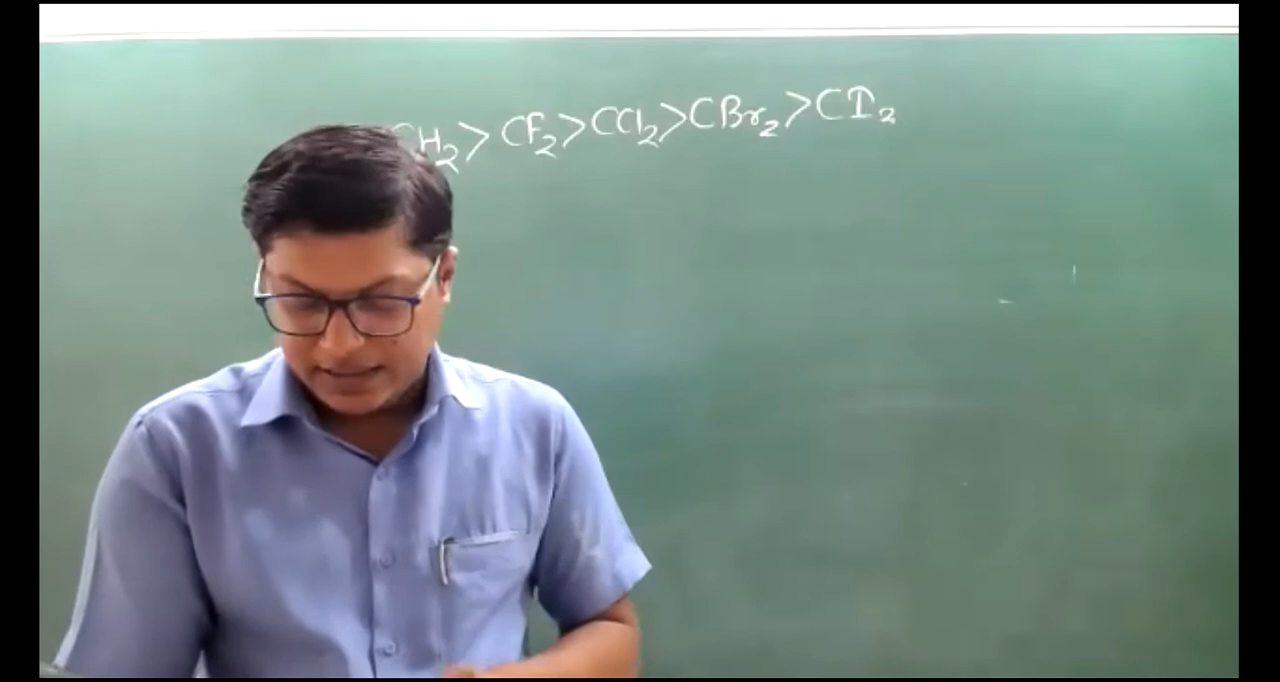 CH₂ > CF₂ > CCl₂ > CBr₂ > CI₂